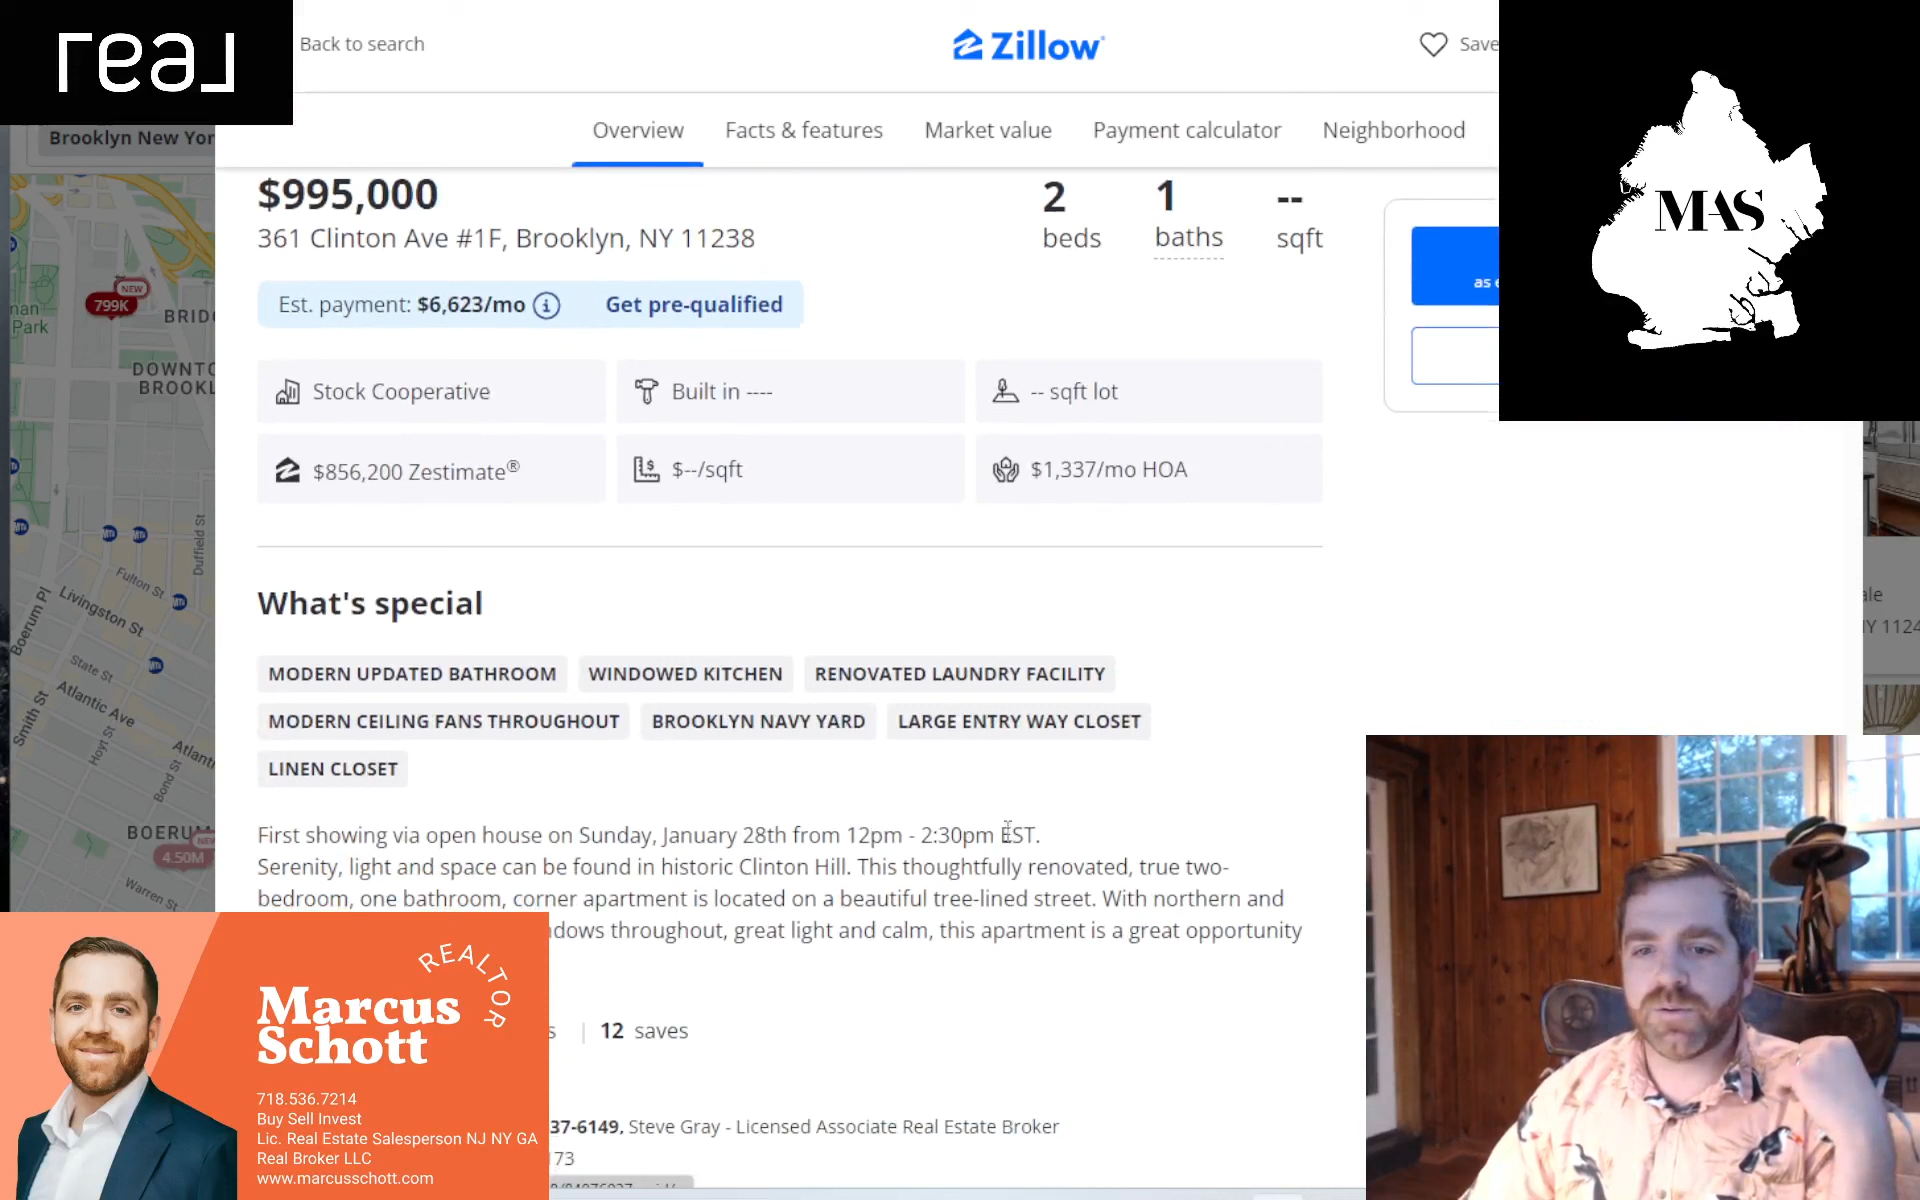 real
Back to search
Zillow
Save
Brooklyn New Yor
Overview
Facts & features
Market value
Payment calculator
Neighborhood
MAS
$995,000
361 Clinton Ave #1F, Brooklyn, NY 11238
2
beds
1
baths
--
sqft
Est. payment: $6,623/mo
Get pre-qualified
as e
Stock Cooperative
Built in ----
-- sqft lot
$856,200 Zestimate®
$--/sqft
$1,337/mo HOA
NEW
799K
Park
BRID
DOWNTO
BROOKL
Fulton St
Duffield St
Livingston St
Boerum Pl
State St
Atlantic Ave
Smith St
Hoyt St
Bond St
Atlant
BOERUM
4.50M
Warren St
What's special
MODERN UPDATED BATHROOM
WINDOWED KITCHEN
RENOVATED LAUNDRY FACILITY
MODERN CEILING FANS THROUGHOUT
BROOKLYN NAVY YARD
LARGE ENTRY WAY CLOSET
LINEN CLOSET
ale
NY 1124
First showing via open house on Sunday, January 28th from 12pm - 2:30pm EST.
Serenity, light and space can be found in historic Clinton Hill. This thoughtfully renovated, true two-
bedroom, one bathroom, corner apartment is located on a beautiful tree-lined street. With northern and
ndows throughout, great light and calm, this apartment is a great opportunity
s | 12 saves
37-6149, Steve Gray - Licensed Associate Real Estate Broker
173
REALTOR
Marcus
Schott
718.536.7214
Buy Sell Invest
Lic. Real Estate Salesperson NJ NY GA
Real Broker LLC
www.marcusschott.com